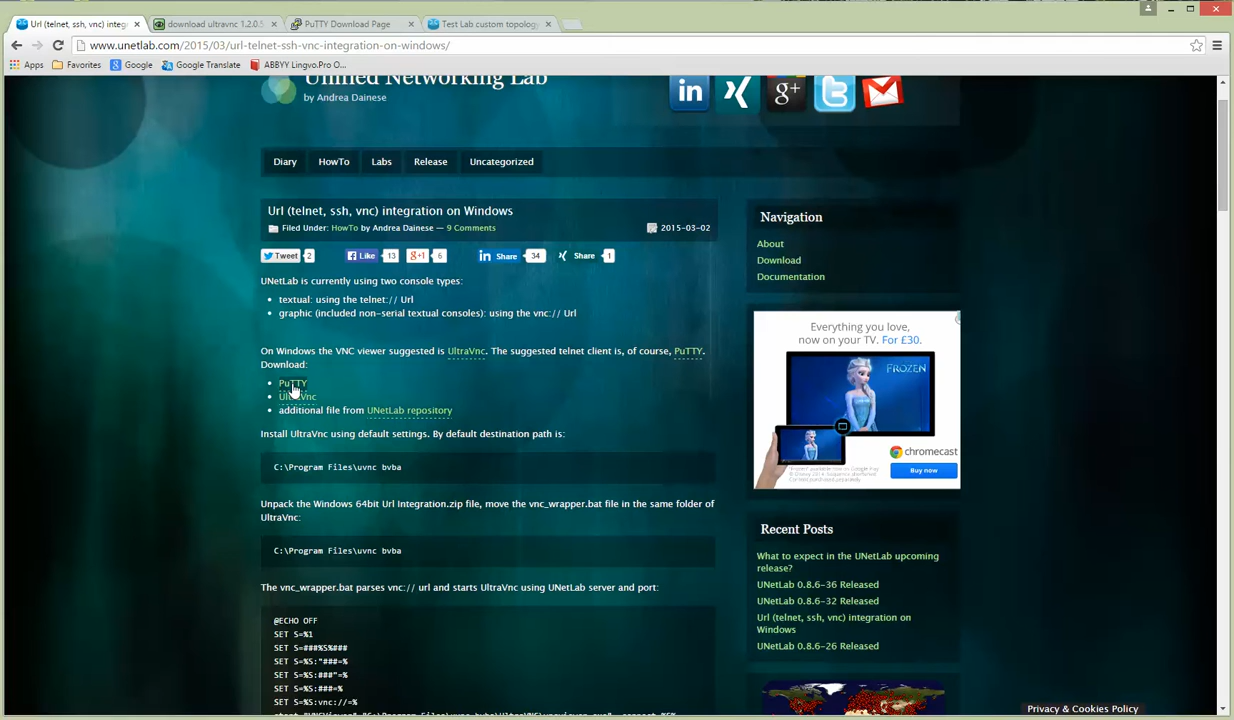 Url (telnet, ssh, vnc) integ
download ultravnc 1.2.0.5
PuTTY Download Page
Test Lab custom topology
www.unetlab.com/2015/03/url-telnet-ssh-vnc-integration-on-windows/
Apps
Favorites
Google
Google Translate
ABBYY Lingvo.Pro O...
Unified Networking Lab
by Andrea Dainese
Diary
HowTo
Labs
Release
Uncategorized
Url (telnet, ssh, vnc) integration on Windows
Filed Under: HowTo by Andrea Dainese — 9 Comments
2015-03-02
Tweet 2
Like 13
g+1 6
in Share 34
Share 1
UNetLab is currently using two console types:
• textual: using the telnet:// Url
• graphic (included non-serial textual consoles): using the vnc:// Url
On Windows the VNC viewer suggested is UltraVnc. The suggested telnet client is, of course, PuTTY.
Download:
• PuTTY
• UltraVnc
• additional file from UNetLab repository
Install UltraVnc using default settings. By default destination path is:
C:\Program Files\uvnc bvba
Unpack the Windows 64bit Url Integration.zip file, move the vnc_wrapper.bat file in the same folder of
UltraVnc:
C:\Program Files\uvnc bvba
The vnc_wrapper.bat parses vnc:// url and starts UltraVnc using UNetLab server and port:
@ECHO OFF
SET S=%1
SET S=###%S%###
SET S=%S:"###=%
SET S=%S:###"=%
SET S=%S:###=%
SET S=%S:vnc://=%
Navigation
About
Download
Documentation
Everything you love,
now on your TV. For £30.
FROZEN
chromecast
Buy now
Recent Posts
What to expect in the UNetLab upcoming
release?
UNetLab 0.8.6-36 Released
UNetLab 0.8.6-32 Released
Url (telnet, ssh, vnc) integration on
Windows
UNetLab 0.8.6-26 Released
Privacy & Cookies Policy